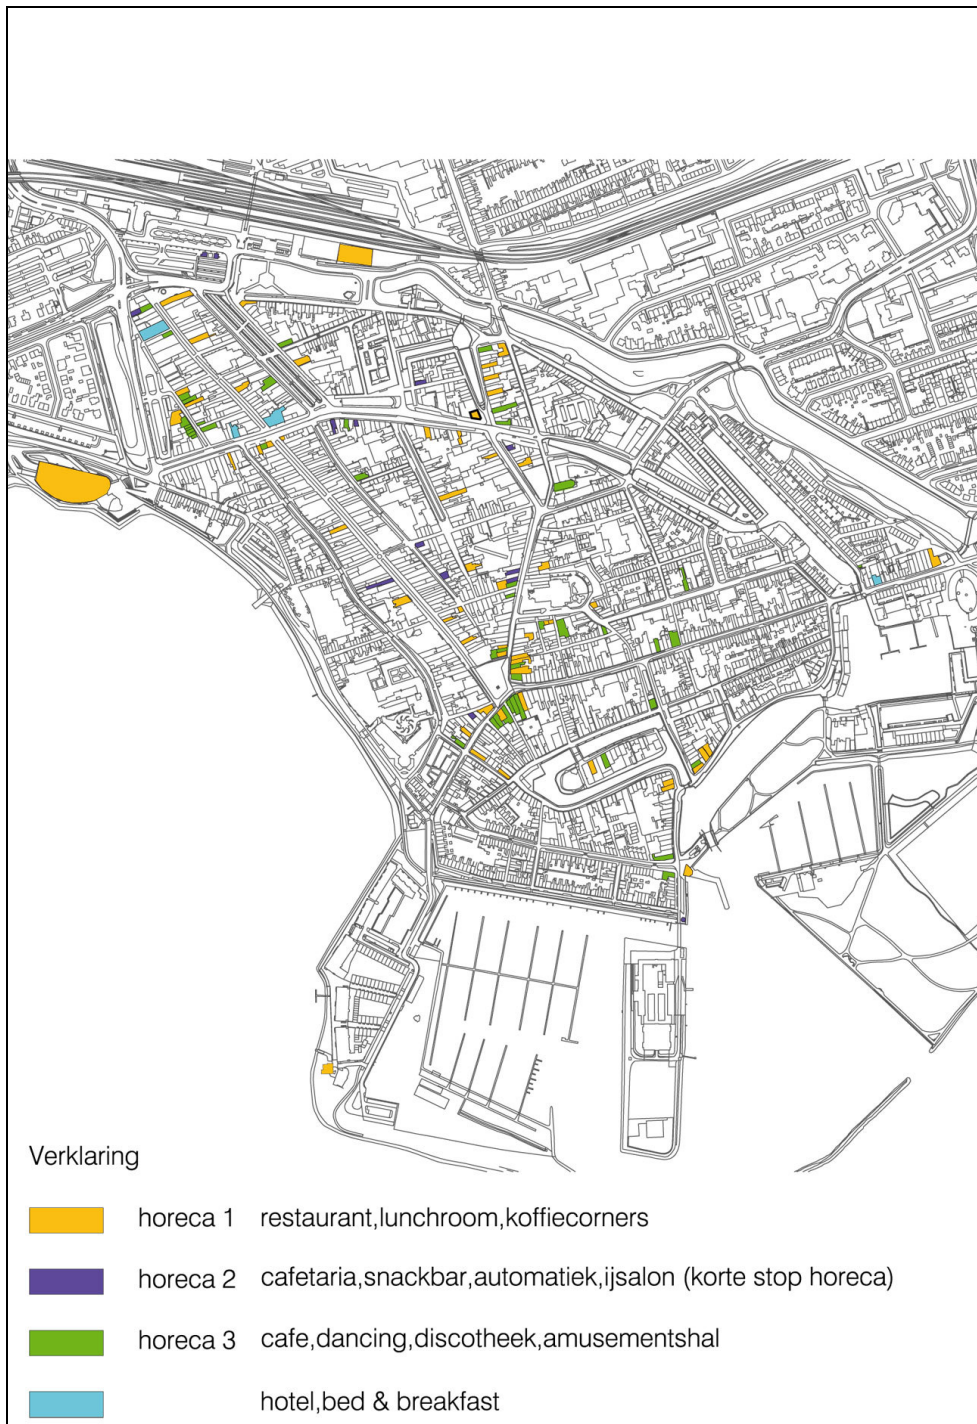 Verklaring
horeca 1 restaurant,lunchroom,koffiecorners
horeca 2 cafetaria,snackbar,automatiek,ijsalon (korte stop horeca)
horeca 3 cafe,dancing,discotheek,amusementshal
hotel,bed & breakfast